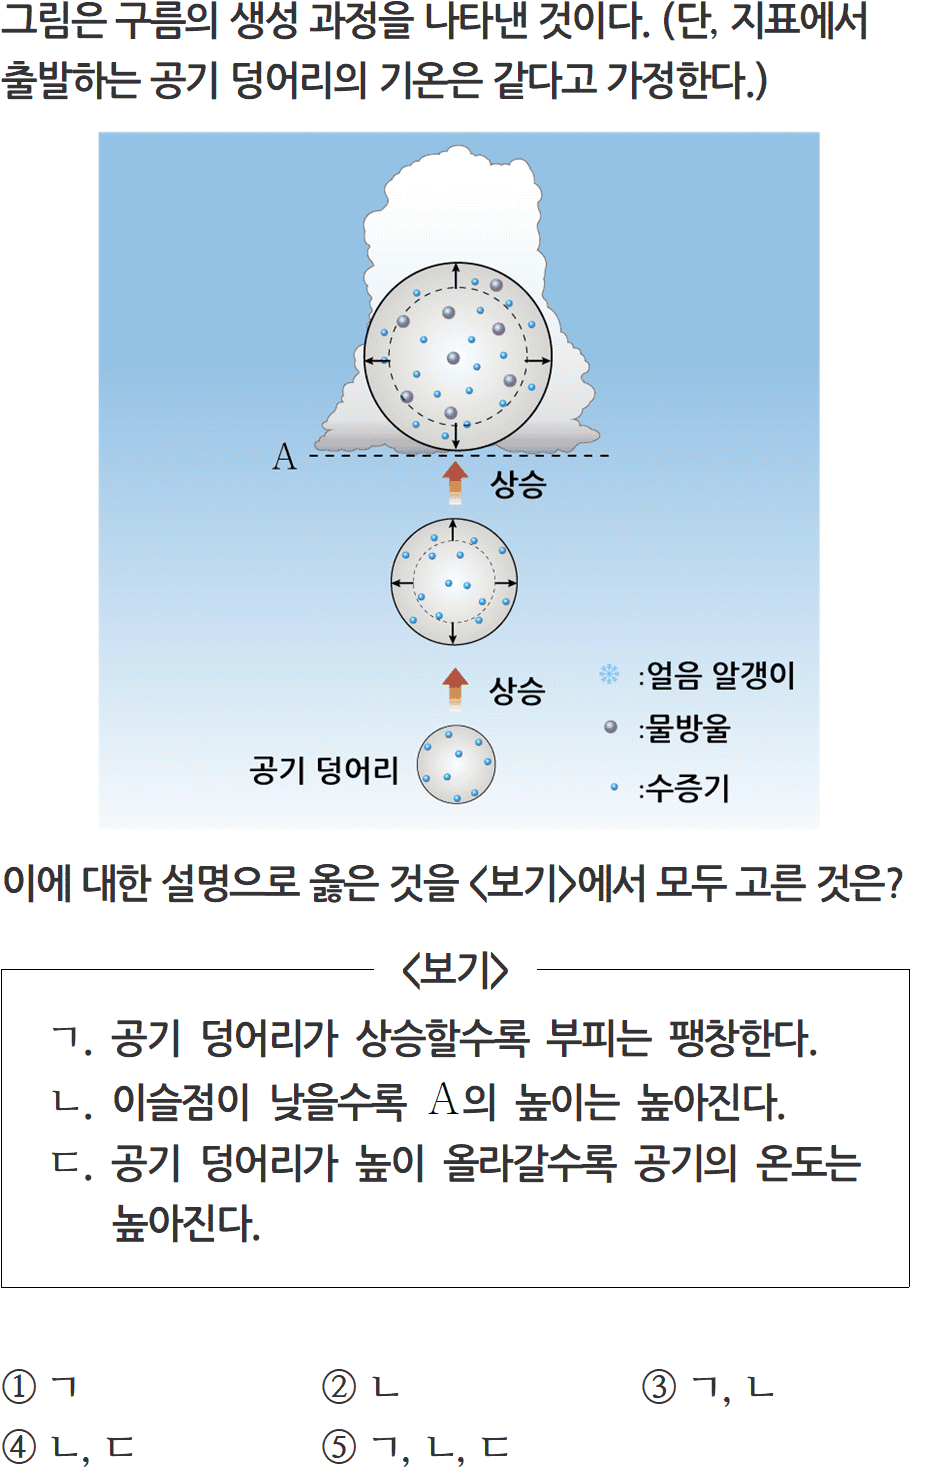 그림은 구름의 생성 과정을 나타낸 것이다. (단, 지표에서
출발하는 공기 덩어리의 기온은 같다고 가정한다.)
A
상승
상승
공기 덩어리
:얼음 알갱이
:물방울
:수증기
이에 대한 설명으로 옳은 것을 <보기>에서 모두 고른 것은?
<보기>
ㄱ. 공기 덩어리가 상승할수록 부피는 팽창한다.
ㄴ. 이슬점이 낮을수록 A의 높이는 높아진다.
ㄷ. 공기 덩어리가 높이 올라갈수록 공기의 온도는
높아진다.
① ㄱ ② ㄴ ③ ㄱ, ㄴ
④ ㄴ, ㄷ ⑤ ㄱ, ㄴ, ㄷ